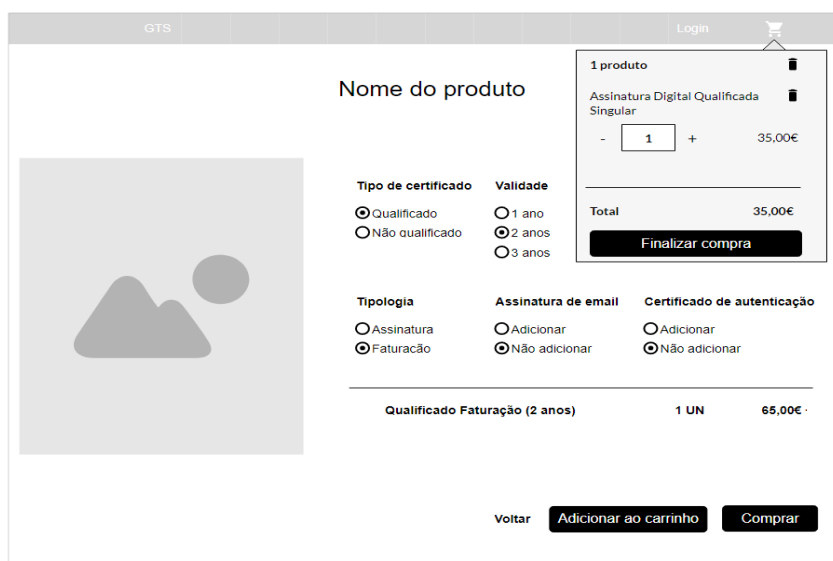 GTS
Login
1 produto
Nome do produto
Assinatura Digital Qualificada
Singular
- 1 + 35,00€
Tipo de certificado Validade
Qualificado 1 ano
Total 35,00€
Não qualificado 2 anos
Finalizar compra
3 anos
Tipologia Assinatura de email Certificado de autenticação
Assinatura Adicionar Adicionar
Faturacão Não adicionar Não adicionar
Qualificado Faturação (2 anos) 1 UN 65,00€
Voltar Adicionar ao carrinho Comprar